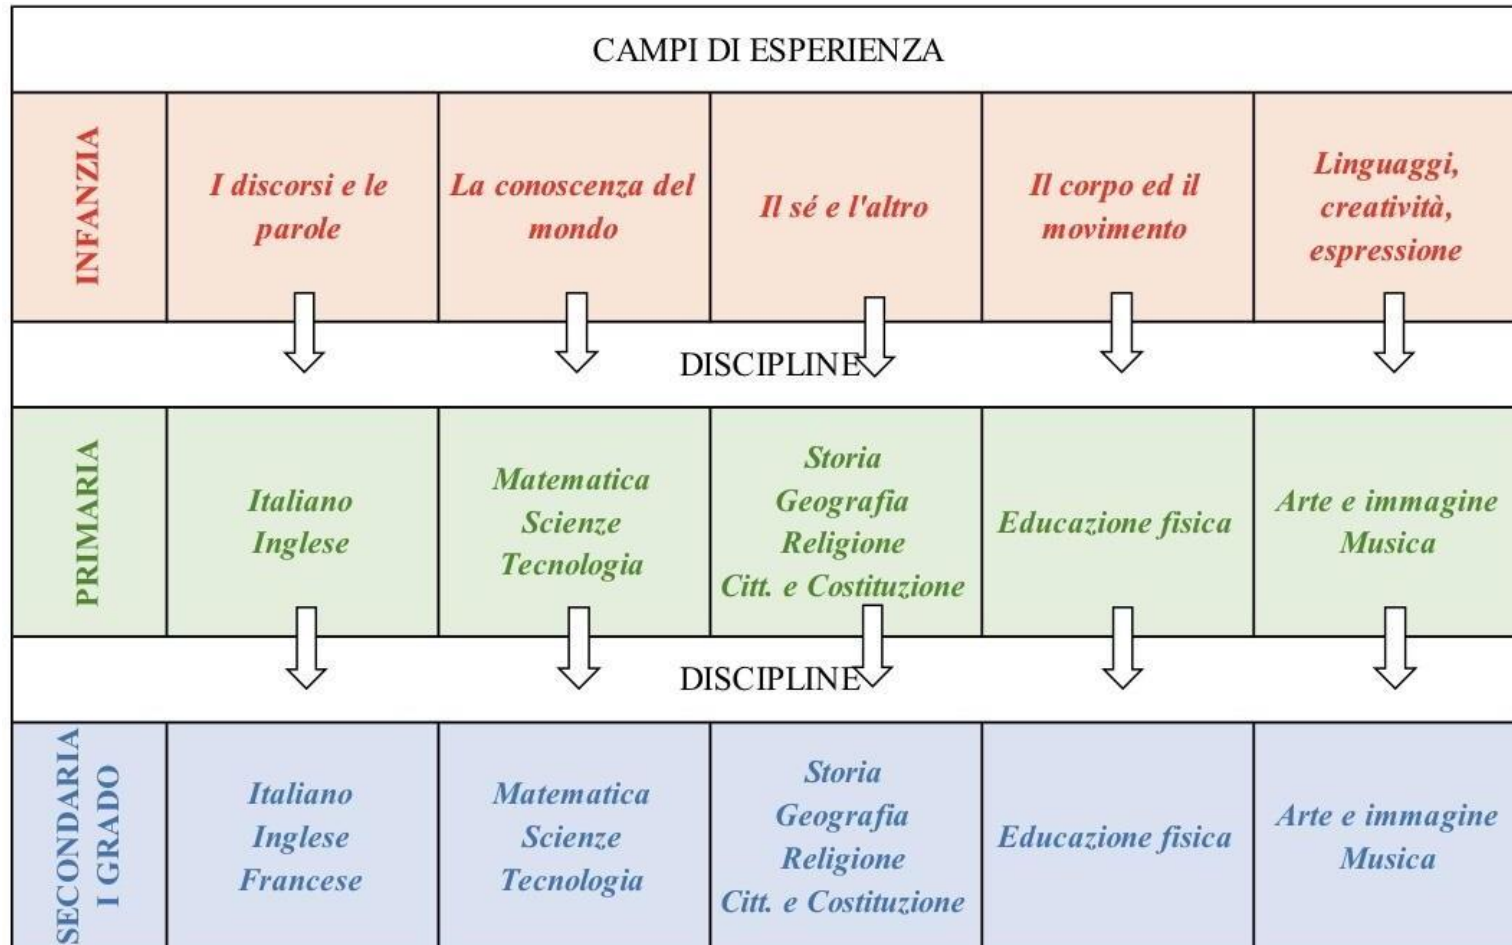 CAMPI DI ESPERIENZA
INFANZIA
I discorsi e le
parole
La conoscenza del
mondo
Il sé e l'altro
Il corpo ed il
movimento
Linguaggi,
creatività,
espressione
DISCIPLINE
PRIMARIA
Italiano
Inglese
Matematica
Scienze
Tecnologia
Storia
Geografia
Religione
Citt. e Costituzione
Educazione fisica
Arte e immagine
Musica
DISCIPLINE
SECONDARIA
I GRADO
Italiano
Inglese
Francese
Matematica
Scienze
Tecnologia
Storia
Geografia
Religione
Citt. e Costituzione
Educazione fisica
Arte e immagine
Musica